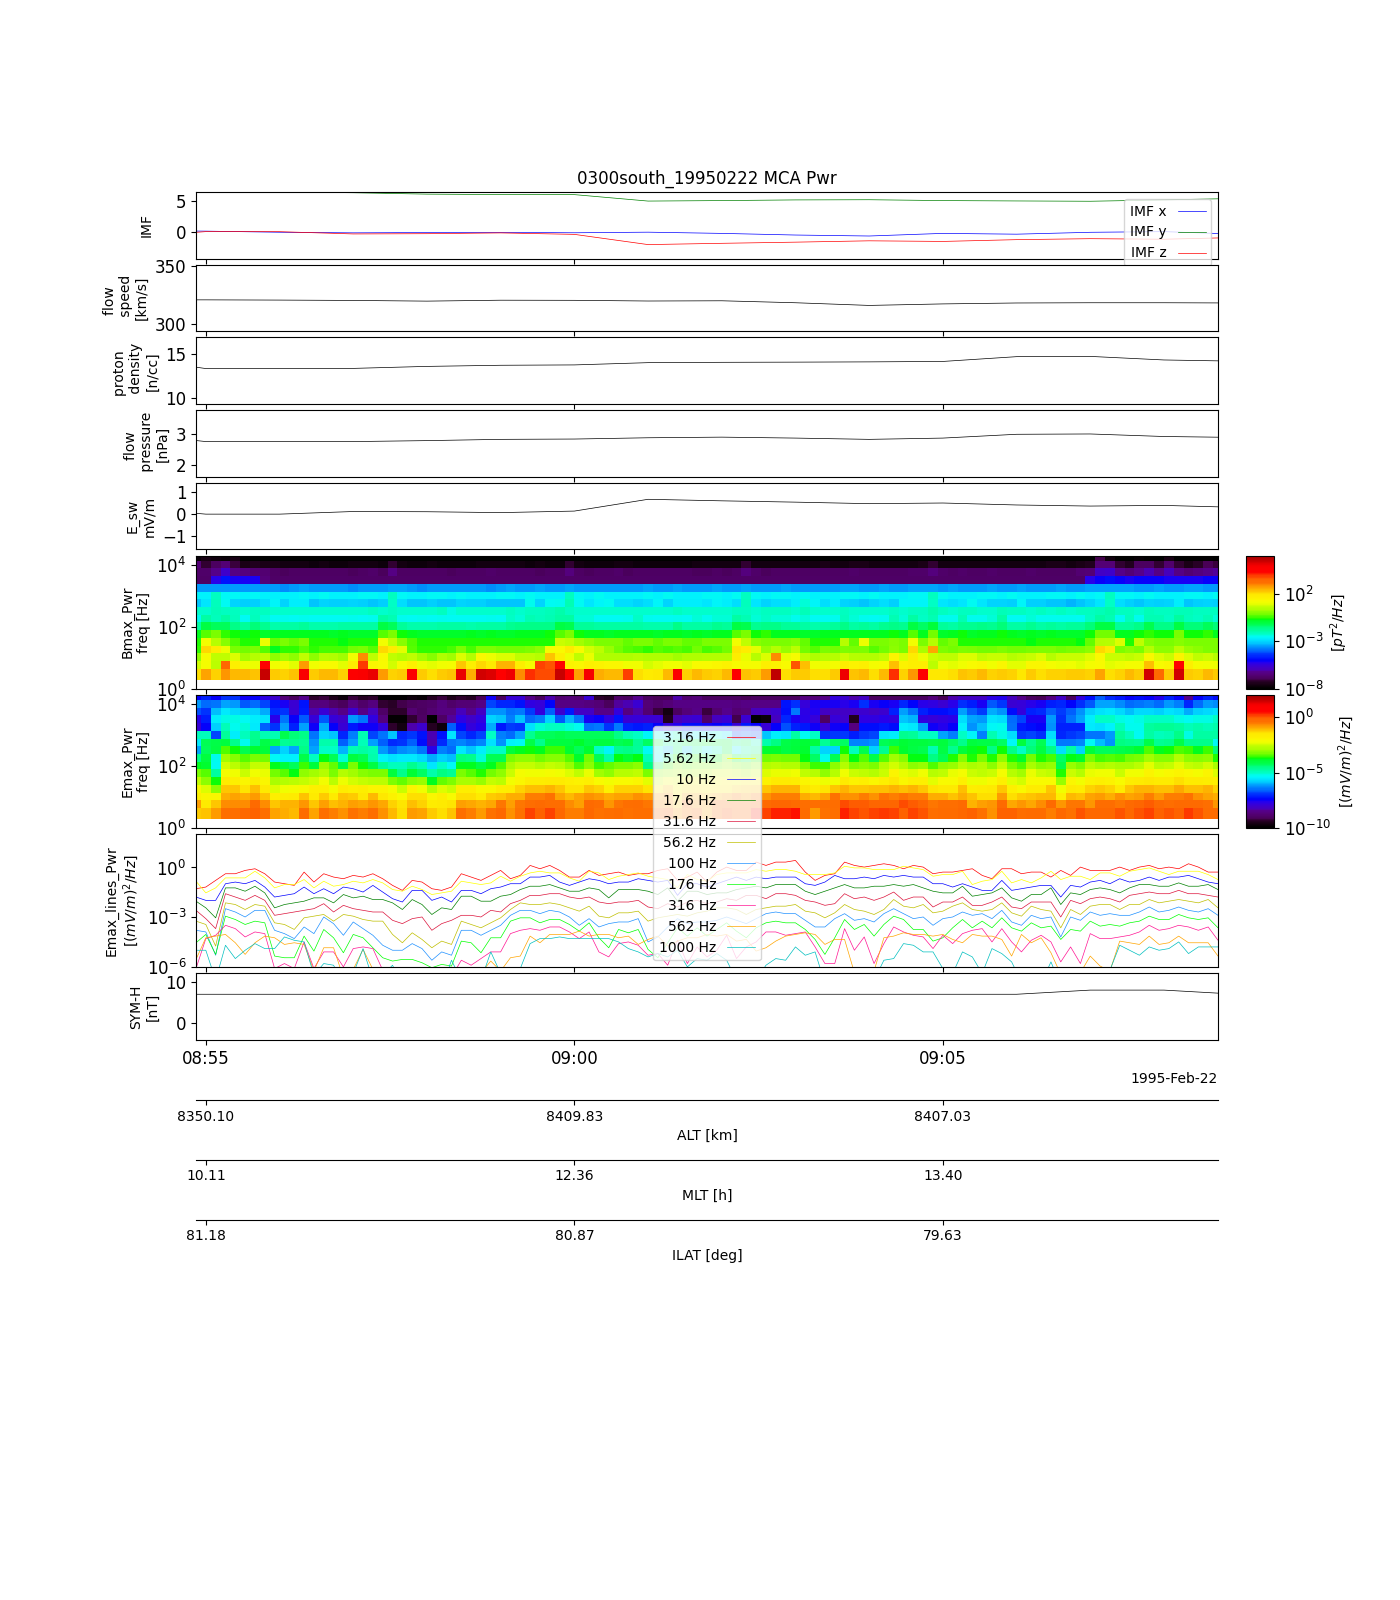 0300south_19950222 MCA Pwr
5
0
IMF
IMF x
IMF y
IMF z
350
300
flow
speed
[km/s]
15
10
proton
density
[n/cc]
3
2
flow
pressure
[nPa]
1
0
−1
E_sw
mV/m
10^4
10^2
10^0
Bmax_Pwr
freq [Hz]
10^2
10^-3
10^-8
[pT^2/Hz]
10^4
10^2
10^0
Emax_Pwr
freq [Hz]
10^0
10^-5
10^-10
[(mV/m)^2/Hz]
3.16 Hz
5.62 Hz
10 Hz
17.6 Hz
31.6 Hz
56.2 Hz
100 Hz
176 Hz
316 Hz
562 Hz
1000 Hz
10^0
10^-3
10^-6
Emax_lines_Pwr
[(mV/m)^2/Hz]
10
0
SYM-H
[nT]
08:55 09:00 09:05
1995-Feb-22
8350.10 8409.83 8407.03
ALT [km]
10.11 12.36 13.40
MLT [h]
81.18 80.87 79.63
ILAT [deg]